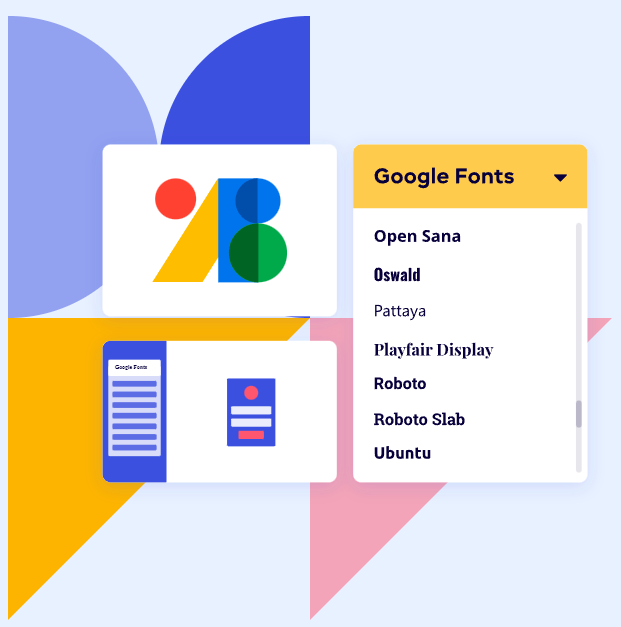 Google Fonts
Open Sana
Oswald
Pattaya
Playfair Display
Roboto
Roboto Slab
Ubuntu
Google Fonts